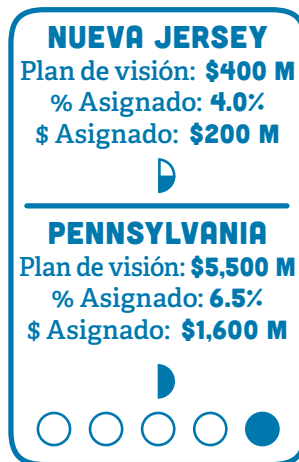 NUEVA JERSEY
Plan de visión: $400 M
% Asignado: 4.0%
$ Asignado: $200 M
PENNSYLVANIA
Plan de visión: $5,500 M
% Asignado: 6.5%
$ Asignado: $1,600 M